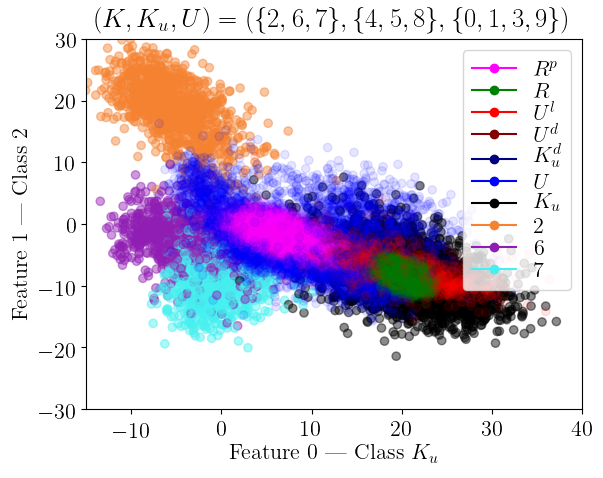 (K, K_u, U) = ({2, 6, 7}, {4, 5, 8}, {0, 1, 3, 9})
30
20
10
0
−10
−20
−30
Feature 1 — Class 2
R^p
R
U^l
U^d
K_u^d
U
K_u
2
6
7
−10
0
10
20
30
40
Feature 0 — Class K_u